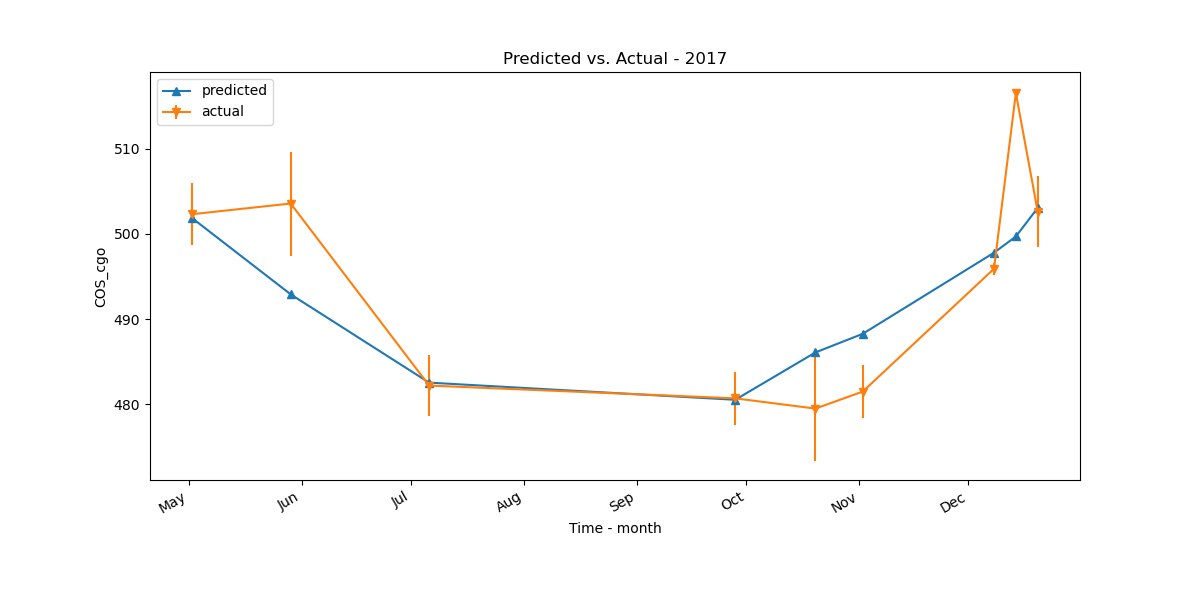 Predicted vs. Actual - 2017
predicted
actual
510
500
490
480
COS_cgo
May
Jun
Jul
Aug
Sep
Oct
Nov
Dec
Time - month